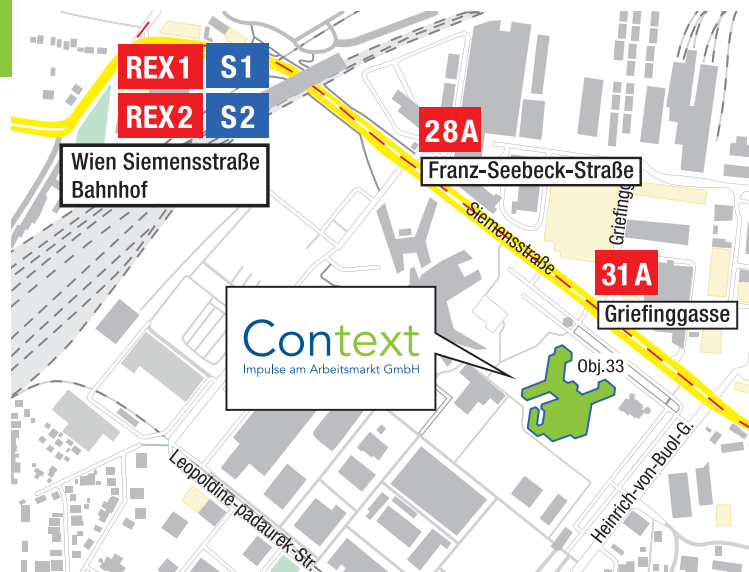 REX1 S1
REX2 S2
Wien Siemensstraße
Bahnhof
28A
Franz-Seebeck-Straße
Siemensstraße
Griefingg
31A
Griefinggasse
Context
Impulse am Arbeitsmarkt GmbH
Obj.33
Leopoldine-padaurek-Str.
Heinrich-von-Buol-G.